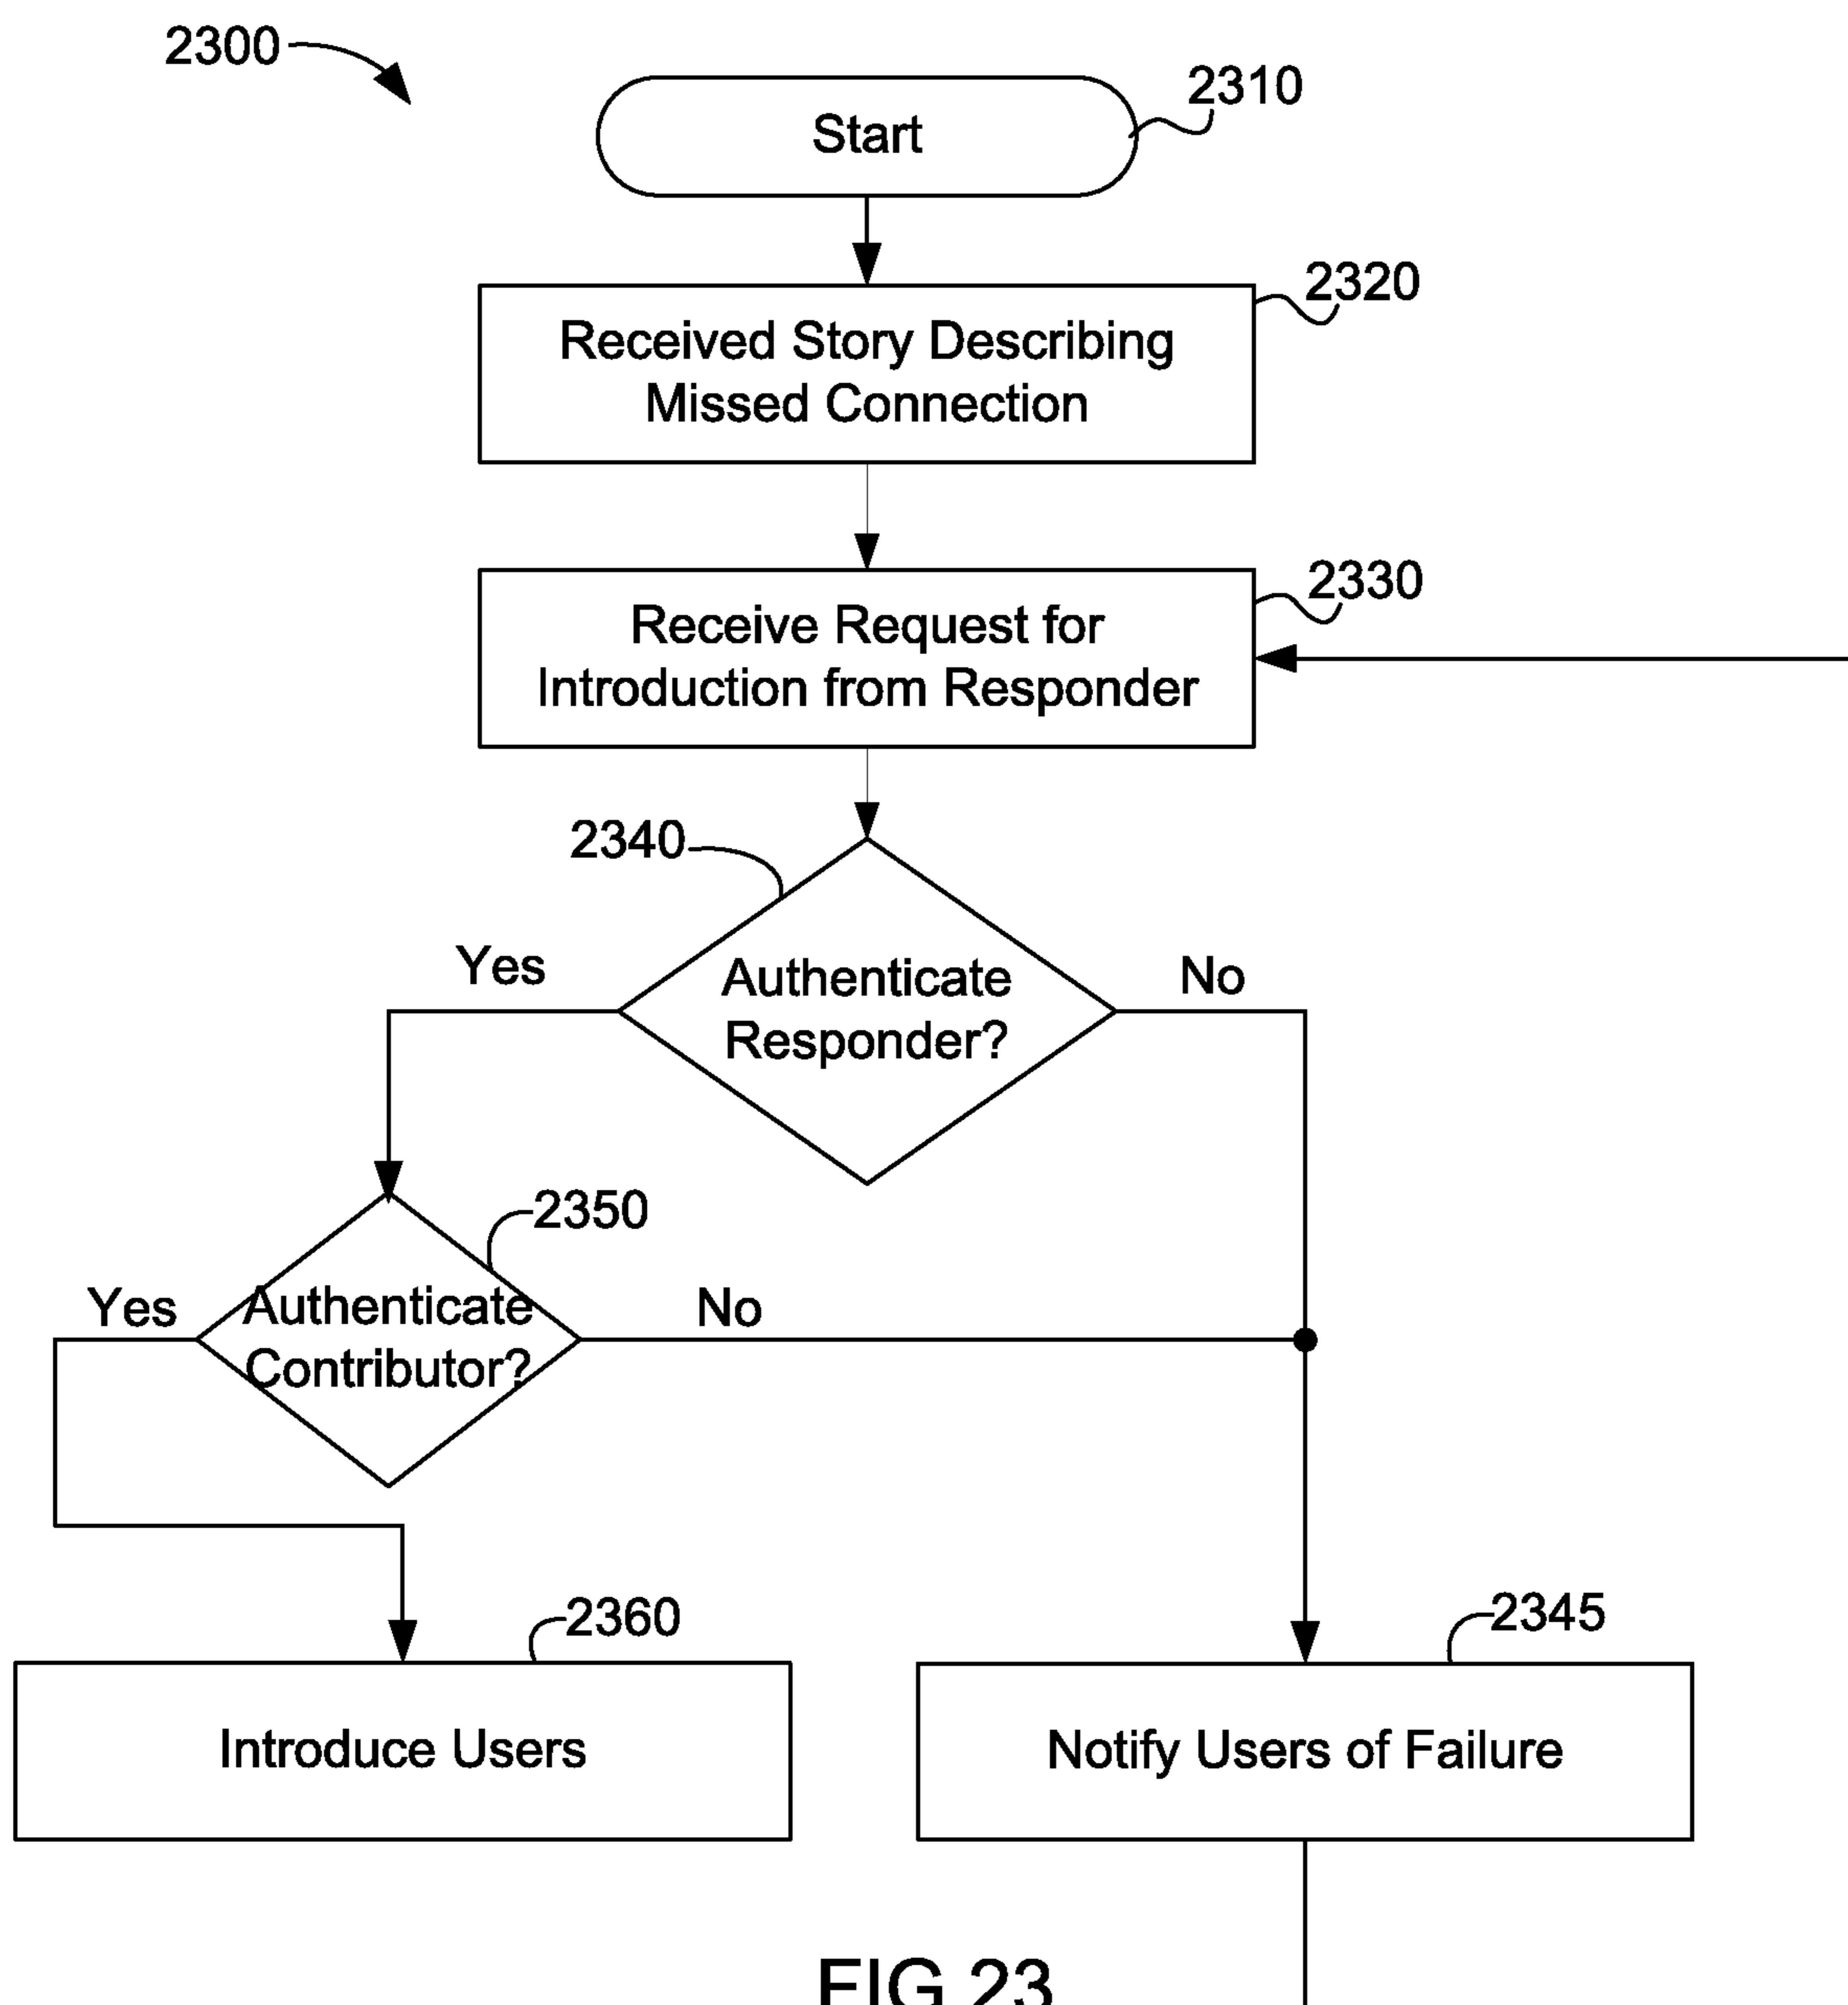 2300
Start
2310
2320
Received Story Describing
Missed Connection
2330
Receive Request for
Introduction from Responder
2340
Yes
Authenticate
Responder?
No
2350
Yes
Authenticate
Contributor?
No
2360
2345
Introduce Users
Notify Users of Failure
FIG 23